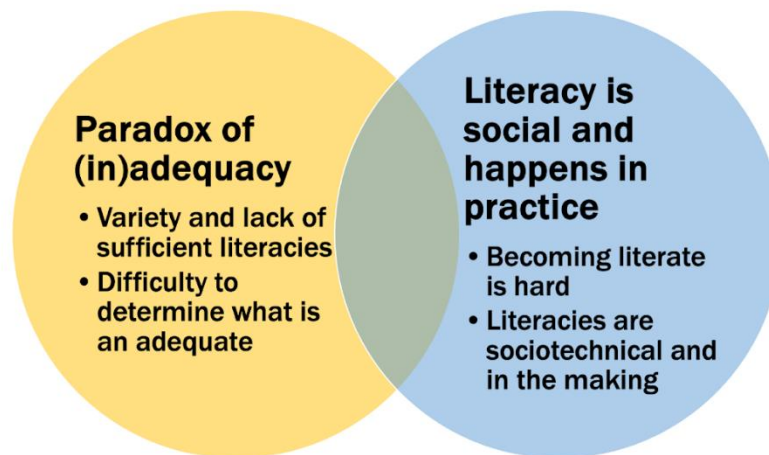 Paradox of
(in)adequacy
• Variety and lack of
sufficient literacies
• Difficulty to
determine what is
an adequate
Literacy is
social and
happens in
practice
• Becoming literate
is hard
• Literacies are
sociotechnical and
in the making